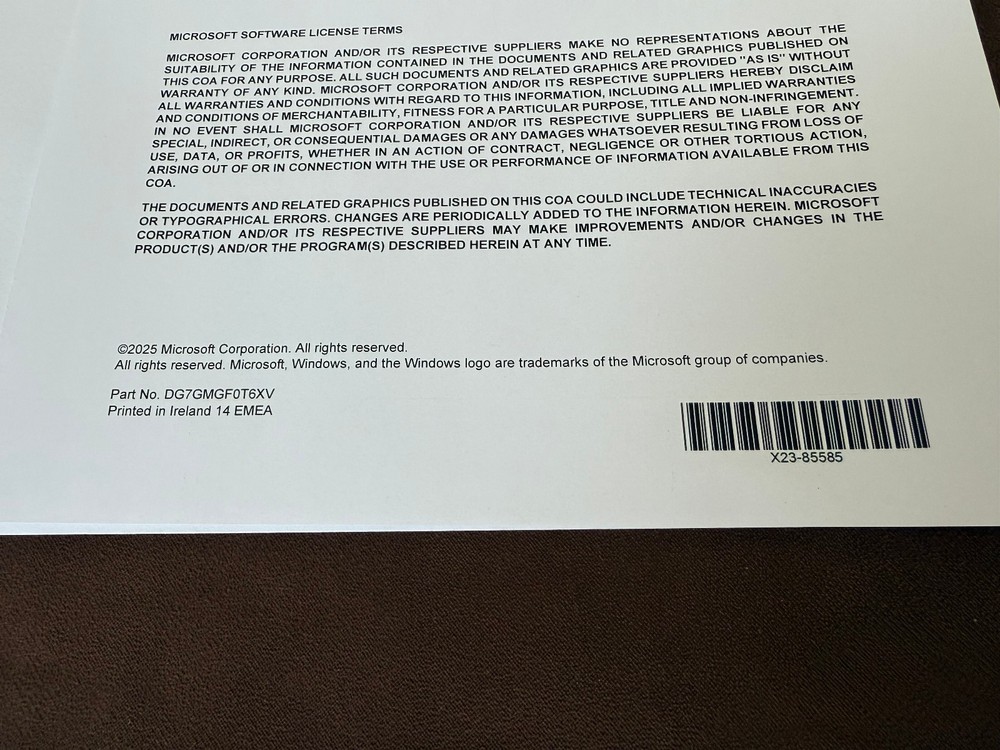 MICROSOFT SOFTWARE LICENSE TERMS
MICROSOFT CORPORATION AND/OR ITS RESPECTIVE SUPPLIERS MAKE NO REPRESENTATIONS ABOUT THE
SUITABILITY OF THE INFORMATION CONTAINED IN THE DOCUMENTS AND RELATED GRAPHICS PUBLISHED ON
THIS COA FOR ANY PURPOSE. ALL SUCH DOCUMENTS AND RELATED GRAPHICS ARE PROVIDED "AS IS" WITHOUT
WARRANTY OF ANY KIND. MICROSOFT CORPORATION AND/OR ITS RESPECTIVE SUPPLIERS HEREBY DISCLAIM
ALL WARRANTIES AND CONDITIONS WITH REGARD TO THIS INFORMATION, INCLUDING ALL IMPLIED WARRANTIES
AND CONDITIONS OF MERCHANTABILITY, FITNESS FOR A PARTICULAR PURPOSE, TITLE AND NON-INFRINGEMENT.
IN NO EVENT SHALL MICROSOFT CORPORATION AND/OR ITS RESPECTIVE SUPPLIERS BE LIABLE FOR ANY
SPECIAL, INDIRECT, OR CONSEQUENTIAL DAMAGES OR ANY DAMAGES WHATSOEVER RESULTING FROM LOSS OF
USE, DATA, OR PROFITS, WHETHER IN AN ACTION OF CONTRACT, NEGLIGENCE OR OTHER TORTIOUS ACTION,
ARISING OUT OF OR IN CONNECTION WITH THE USE OR PERFORMANCE OF INFORMATION AVAILABLE FROM THIS
COA.
THE DOCUMENTS AND RELATED GRAPHICS PUBLISHED ON THIS COA COULD INCLUDE TECHNICAL INACCURACIES
OR TYPOGRAPHICAL ERRORS. CHANGES ARE PERIODICALLY ADDED TO THE INFORMATION HEREIN. MICROSOFT
CORPORATION AND/OR ITS RESPECTIVE SUPPLIERS MAY MAKE IMPROVEMENTS AND/OR CHANGES IN THE
PRODUCT(S) AND/OR THE PROGRAM(S) DESCRIBED HEREIN AT ANY TIME.
©2025 Microsoft Corporation. All rights reserved.
All rights reserved. Microsoft, Windows, and the Windows logo are trademarks of the Microsoft group of companies.
Part No. DG7GMGF0T6XV
Printed in Ireland 14 EMEA
X23-85585